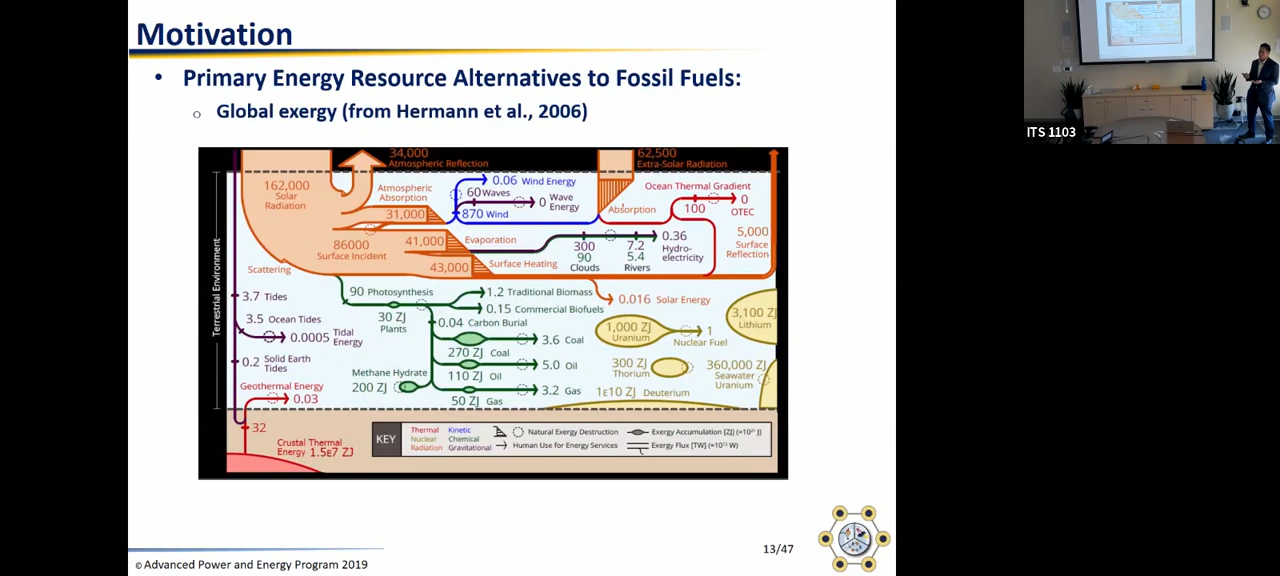 Motivation
• Primary Energy Resource Alternatives to Fossil Fuels:
o Global exergy (from Hermann et al., 2006)
34,000
Atmospheric Reflection
62,500
Extra-Solar Radiation
162,000
Solar
Radiation
Atmospheric
Absorption
31,000
0.06 Wind Energy
60 Waves
0 Wave
Energy
870 Wind
Absorption
Ocean Thermal Gradient
100
0
OTEC
86000
Surface Incident
41,000
Evaporation
43,000
Surface Heating
300
90
Clouds
7.2
5.4
Rivers
0.36
Hydro-
electricity
5,000
Surface
Reflection
Scattering
Terrestrial Environment
3.7 Tides
3.5 Ocean Tides
0.0005 Tidal
Energy
0.2 Solid Earth
Tides
Geothermal Energy
0.03
90 Photosynthesis
30 ZJ
Plants
1.2 Traditional Biomass
0.15 Commercial Biofuels
0.04 Carbon Burial
3.6 Coal
270 ZJ Coal
5.0 Oil
110 ZJ Oil
3.2 Gas
50 ZJ Gas
Methane Hydrate
200 ZJ
0.016 Solar Energy
1,000 ZJ
Uranium
1
Nuclear Fuel
3,100 ZJ
Lithium
300 ZJ
Thorium
360,000 ZJ
Seawater
Uranium
1E10 ZJ Deuterium
32
Crustal Thermal
Energy 1.5E7 ZJ
KEY
Thermal Kinetic
Nuclear Chemical
Radiation Gravitational
Natural Exergy Destruction
Human Use for Energy Services
Exergy Accumulation [ZJ] (=10²¹ J)
Exergy Flux [TW] (=10¹² W)
13/47
© Advanced Power and Energy Program 2019
ITS 1103